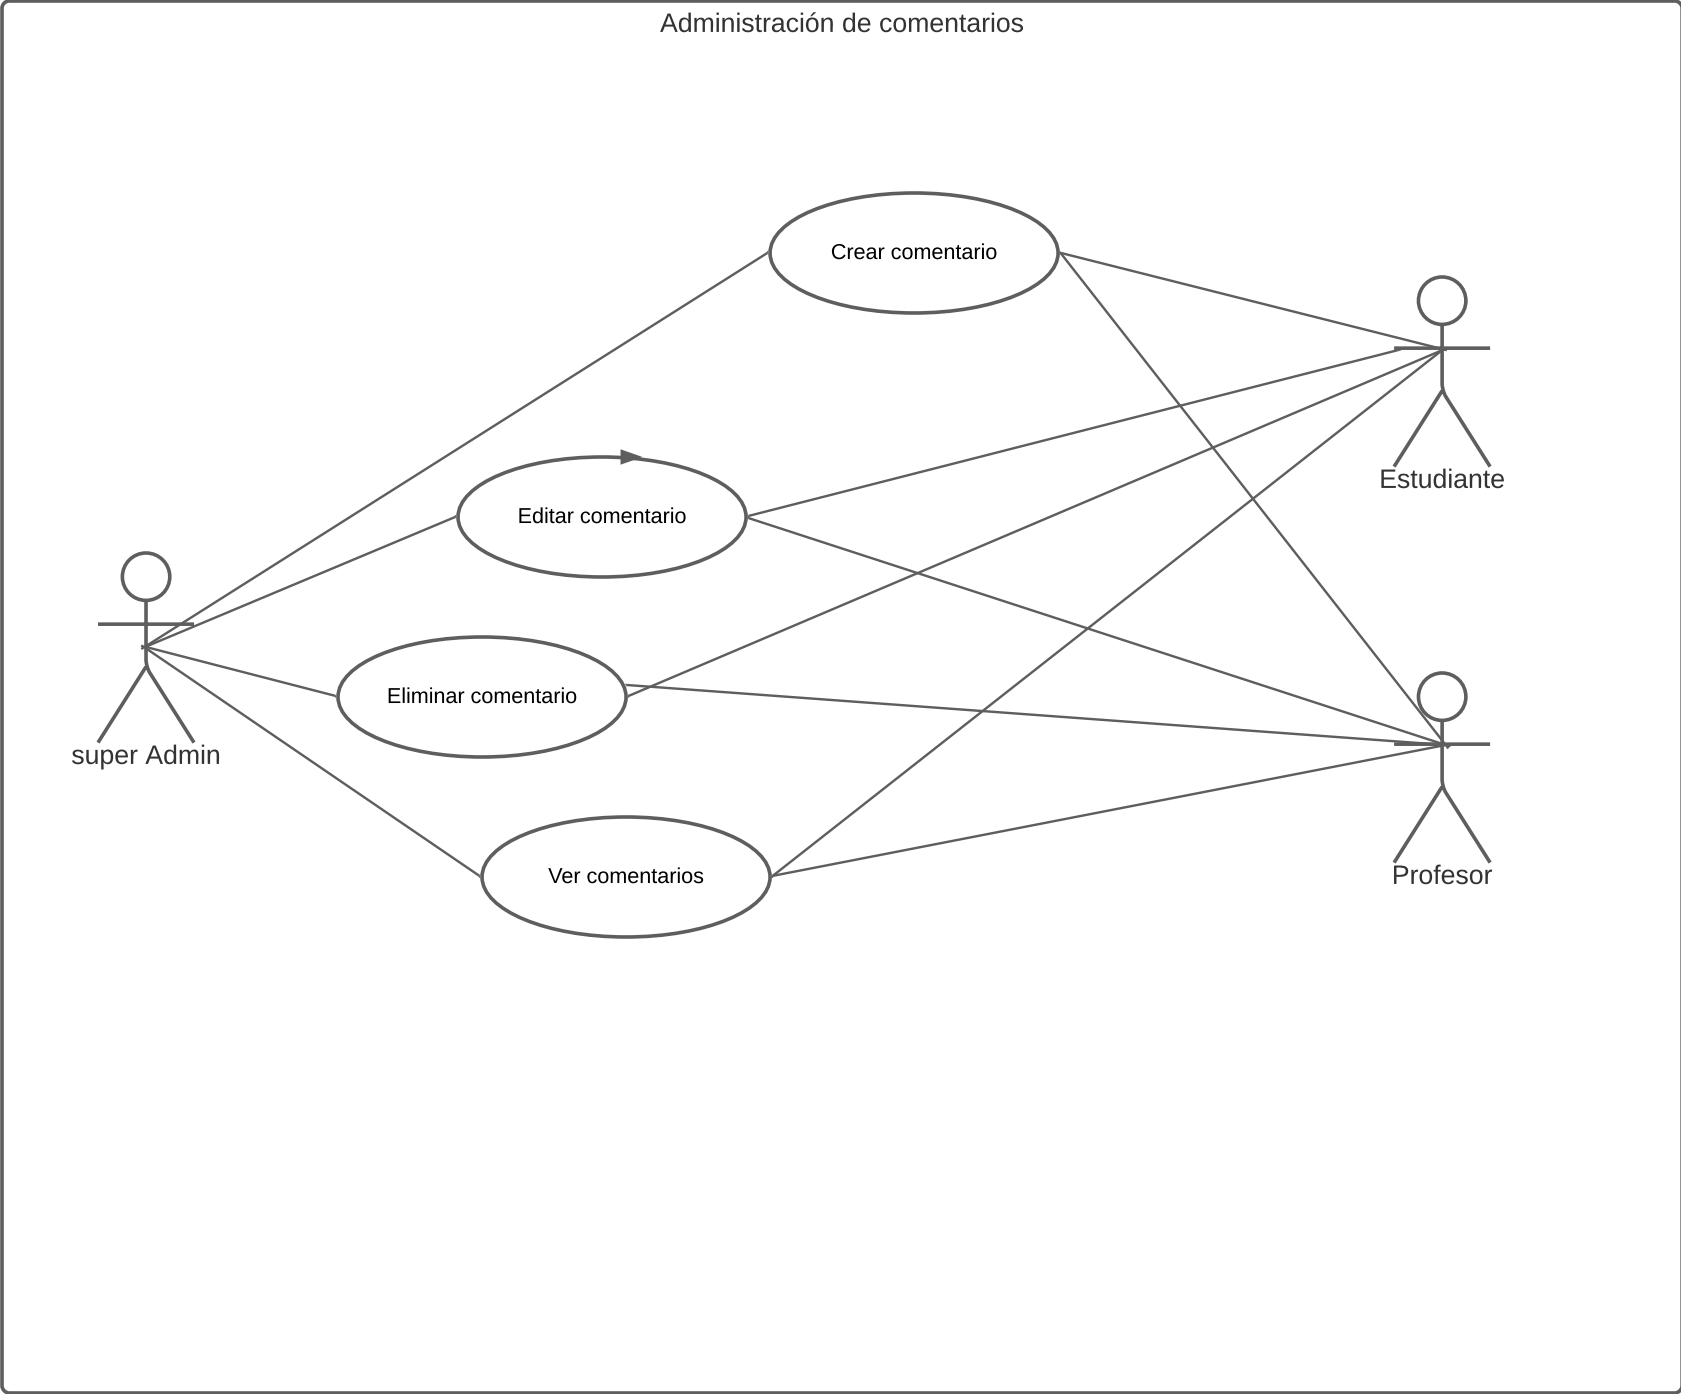 Administración de comentarios
Crear comentario
Estudiante
Editar comentario
super Admin
Eliminar comentario
Ver comentarios
Profesor